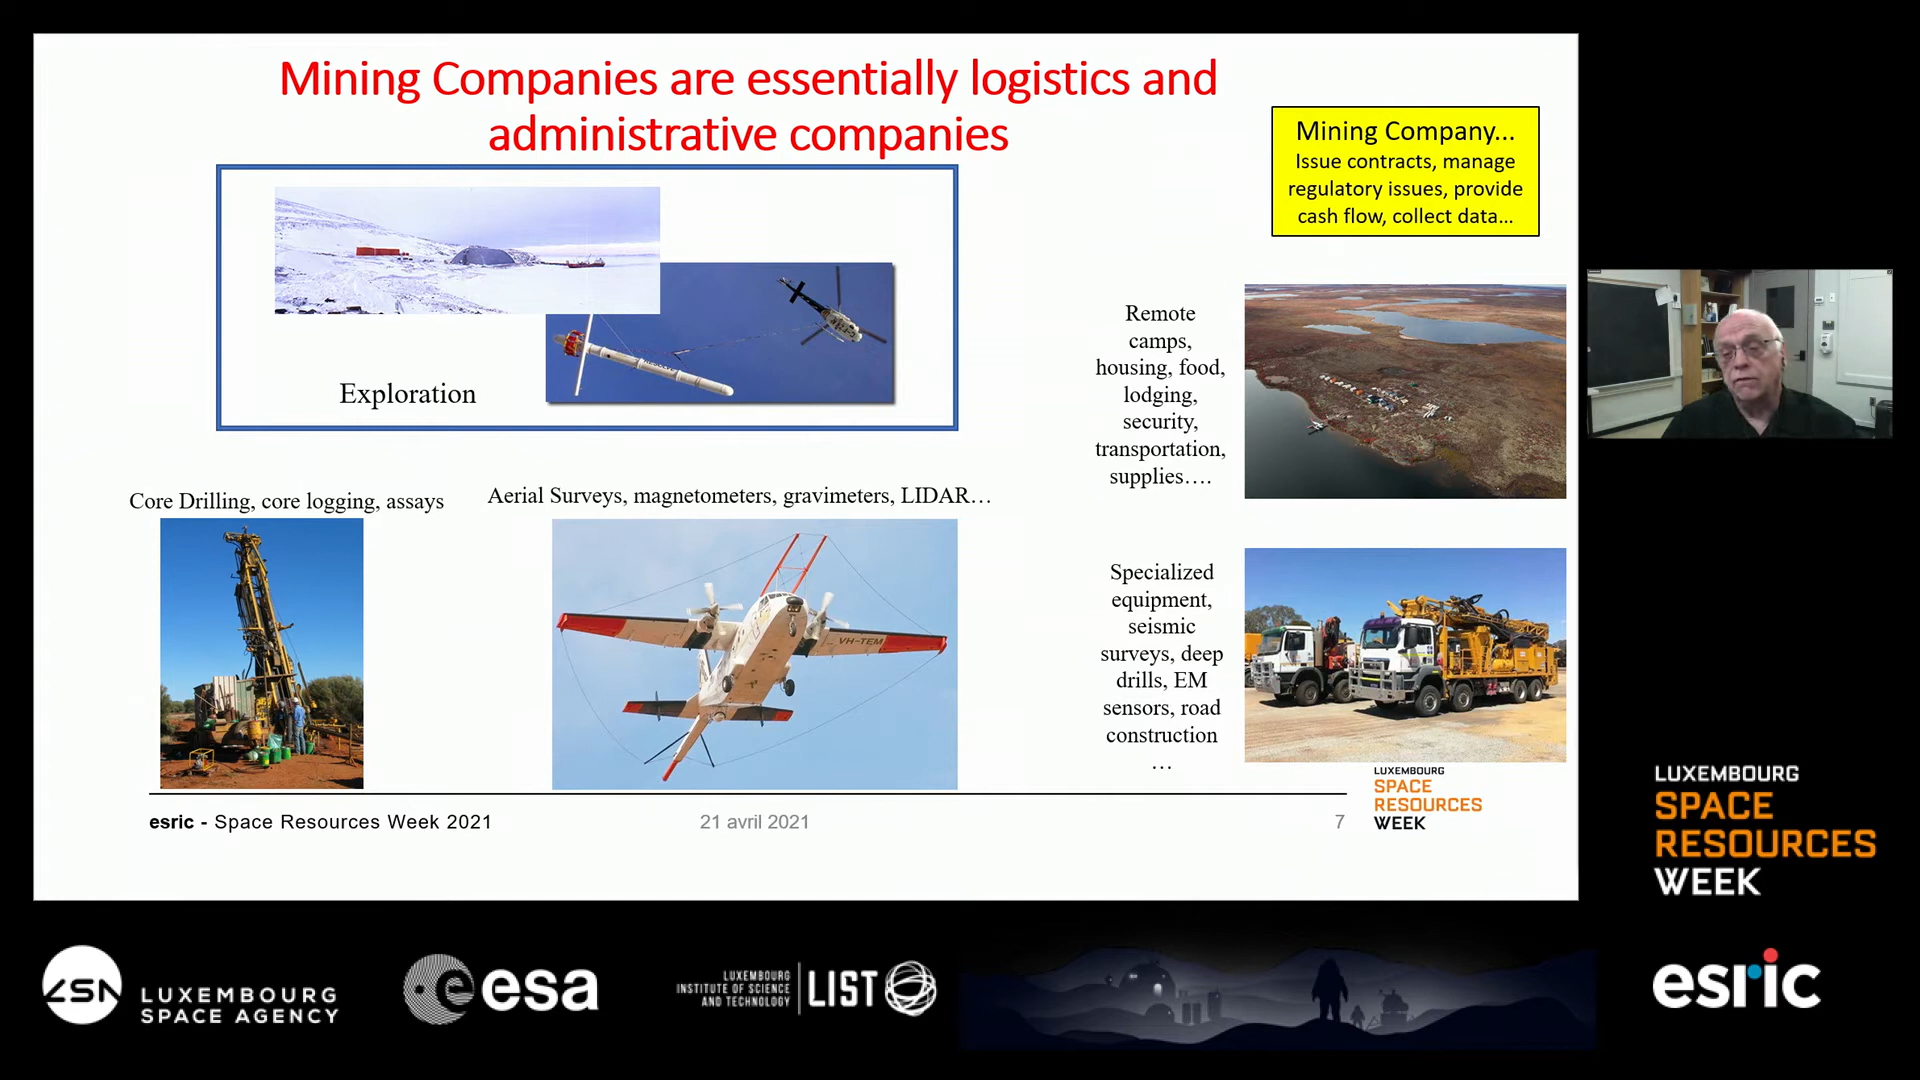 Mining Companies are essentially logistics and
administrative companies
Mining Company...
Issue contracts, manage
regulatory issues, provide
cash flow, collect data...
Exploration
Remote
camps,
housing, food,
lodging,
security,
transportation,
supplies….
Core Drilling, core logging, assays
Aerial Surveys, magnetometers, gravimeters, LIDAR…
VH-TEM
Specialized
equipment,
seismic
surveys, deep
drills, EM
sensors, road
construction
…
esric - Space Resources Week 2021
21 avril 2021
7
LUXEMBOURG
SPACE
RESOURCES
WEEK
LUXEMBOURG
SPACE
RESOURCES
WEEK
LSA
LUXEMBOURG
SPACE AGENCY
esa
LUXEMBOURG
INSTITUTE OF SCIENCE
AND TECHNOLOGY
LIST
esric